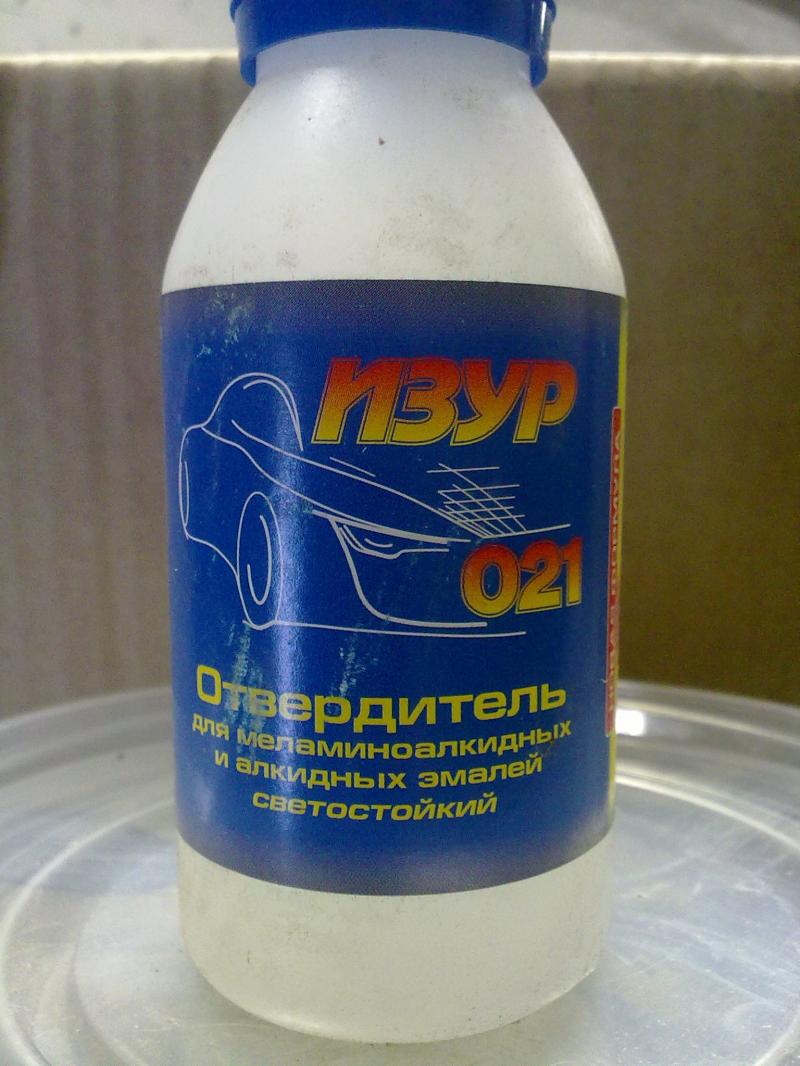 ИЗУР
021
Отвердитель
для меламиноалкидных
и алкидных эмалей
светостойкий